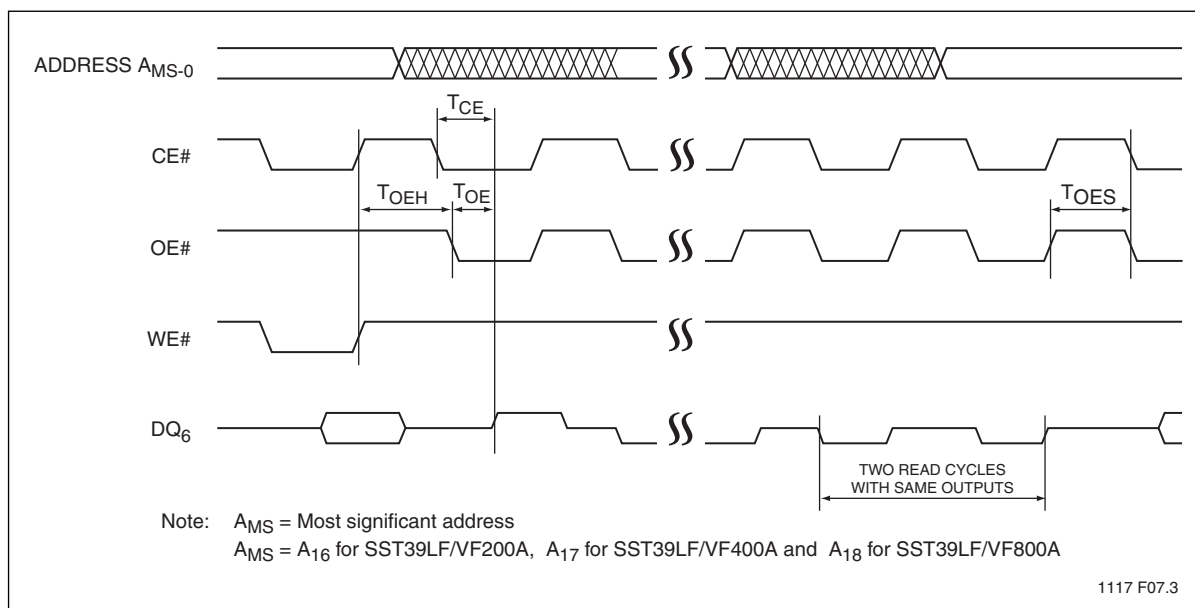 ADDRESS AMS-0
TCE
CE#
TOEH
TOE
TOES
OE#
WE#
DQ6
TWO READ CYCLES
WITH SAME OUTPUTS
Note: AMS = Most significant address
AMS = A16 for SST39LF/VF200A, A17 for SST39LF/VF400A and A18 for SST39LF/VF800A
1117 F07.3